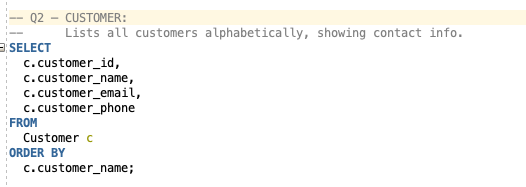 -- Q2 – CUSTOMER:
--      Lists all customers alphabetically, showing contact info.
SELECT
  c.customer_id,
  c.customer_name,
  c.customer_email,
  c.customer_phone
FROM
  Customer c
ORDER BY
  c.customer_name;